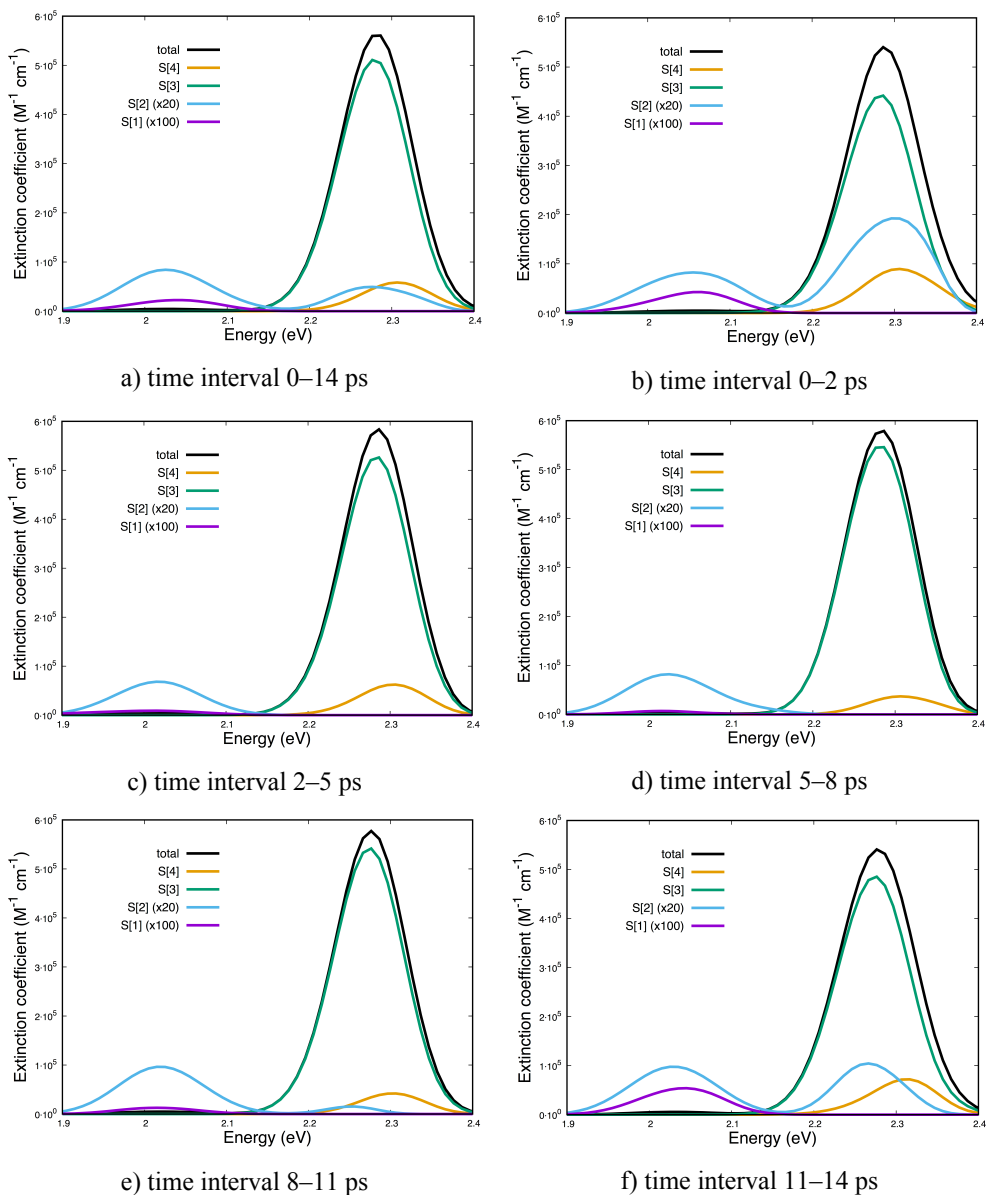 6·10⁵
5·10⁵
4·10⁵
3·10⁵
2·10⁵
1·10⁵
0·10⁰
Extinction coefficient (M⁻¹ cm⁻¹)
total
S[4]
S[3]
S[2] (x20)
S[1] (x100)
1.9 2 2.1 2.2 2.3 2.4
Energy (eV)
a) time interval 0–14 ps
6·10⁵
5·10⁵
4·10⁵
3·10⁵
2·10⁵
1·10⁵
0·10⁰
Extinction coefficient (M⁻¹ cm⁻¹)
total
S[4]
S[3]
S[2] (x20)
S[1] (x100)
1.9 2 2.1 2.2 2.3 2.4
Energy (eV)
b) time interval 0–2 ps
6·10⁵
5·10⁵
4·10⁵
3·10⁵
2·10⁵
1·10⁵
0·10⁰
Extinction coefficient (M⁻¹ cm⁻¹
total
S[4]
S[3]
S[2] (x20)
S[1] (x100)
1.9 2 2.1 2.2 2.3 2.4
Energy (eV)
c) time interval 2–5 ps
6·10⁵
5·10⁵
4·10⁵
3·10⁵
2·10⁵
1·10⁵
0·10⁰
Extinction coefficient (M⁻¹ cm⁻¹)
total
S[4]
S[3]
S[2] (x20)
S[1] (x100)
1.9 2 2.1 2.2 2.3 2.4
Energy (eV)
d) time interval 5–8 ps
6·10⁵
5·10⁵
4·10⁵
3·10⁵
2·10⁵
1·10⁵
0·10⁰
Extinction coefficient (M⁻¹ cm⁻¹)
total
S[4]
S[3]
S[2] (x20)
S[1] (x100)
1.9 2 2.1 2.2 2.3 2.4
Energy (eV)
e) time interval 8–11 ps
6·10⁵
5·10⁵
4·10⁵
3·10⁵
2·10⁵
1·10⁵
0·10⁰
Extinction coefficient (M⁻¹ cm⁻¹)
total
S[4]
S[3]
S[2] (x20)
S[1] (x100)
1.9 2 2.1 2.2 2.3 2.4
Energy (eV)
f) time interval 11–14 ps